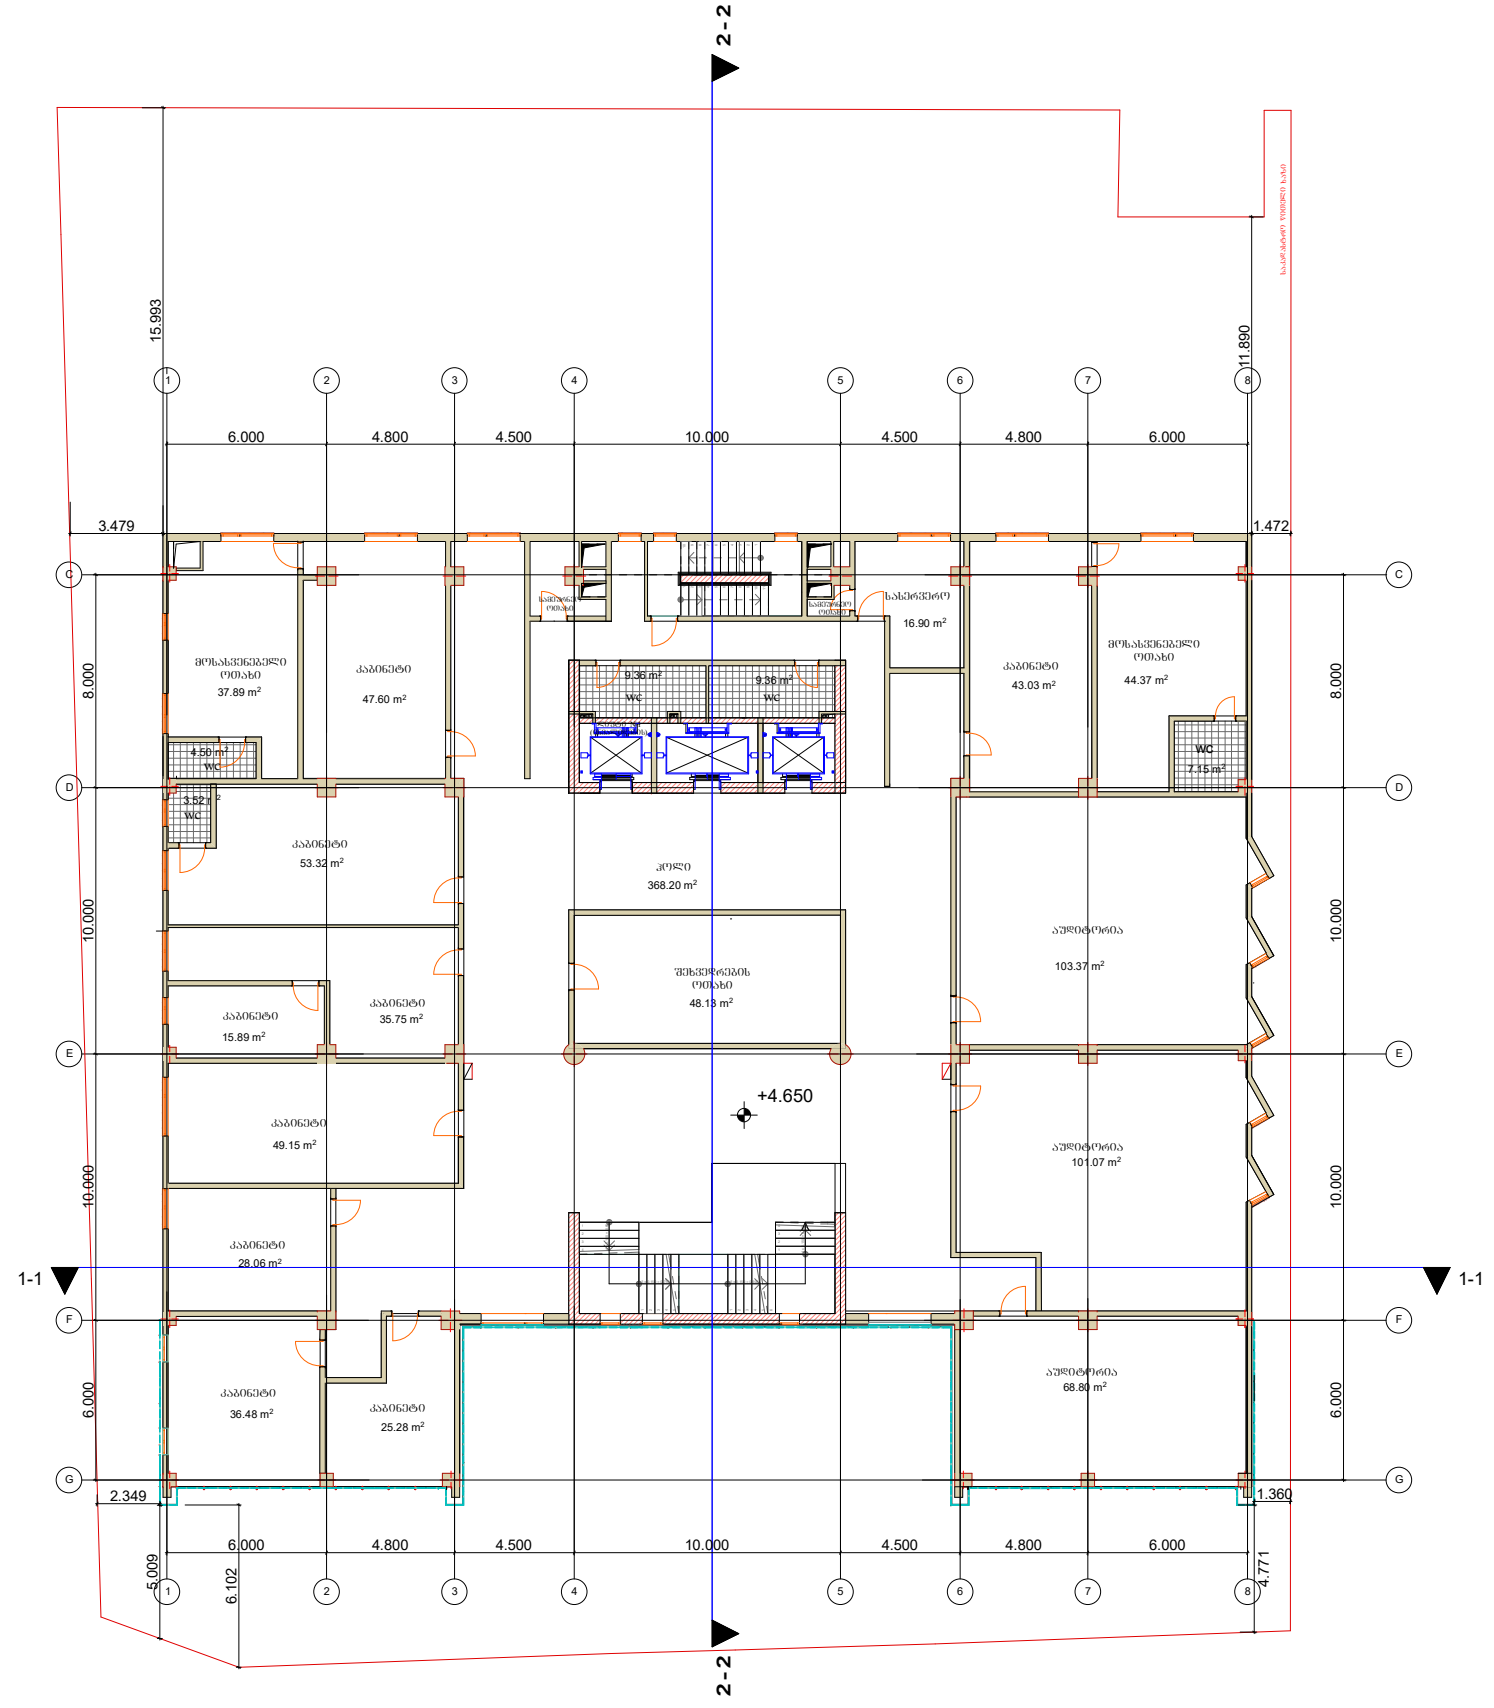 2-2
საკადასტრო წითელი ხაზი
15.993
11.890
1 2 3 4 5 6 7 8
6.000 4.800 4.500 10.000 4.500 4.800 6.000
3.479
1.472
C
C
სამეურნეო
ოთახი
სამეურნეო
ოთახი
სასერვერო
16.90 m²
მოსასვენებელი
ოთახი
37.89 m²
კაბინეტი
47.60 m²
9.36 m²
WC
9.36 m²
WC
კაბინეტი
43.03 m²
მოსასვენებელი
ოთახი
44.37 m²
8.000
8.000
4.50 m²
WC
WC
7.15 m²
D
D
3.52 m²
WC
კაბინეტი
53.32 m²
ჰოლი
368.20 m²
10.000
10.000
აუდიტორია
103.37 m²
შეხვედრების
ოთახი
48.13 m²
კაბინეტი
35.75 m²
კაბინეტი
15.89 m²
E
E
+4.650
კაბინეტი
49.15 m²
აუდიტორია
101.07 m²
10.000
10.000
კაბინეტი
28.06 m²
1-1
1-1
F
F
კაბინეტი
36.48 m²
კაბინეტი
25.28 m²
აუდიტორია
68.80 m²
6.000
6.000
G
G
2.349
1.360
6.000 4.800 4.500 10.000 4.500 4.800 6.000
5.009
6.102
4.771
1 2 3 4 5 6 7 8
2-2